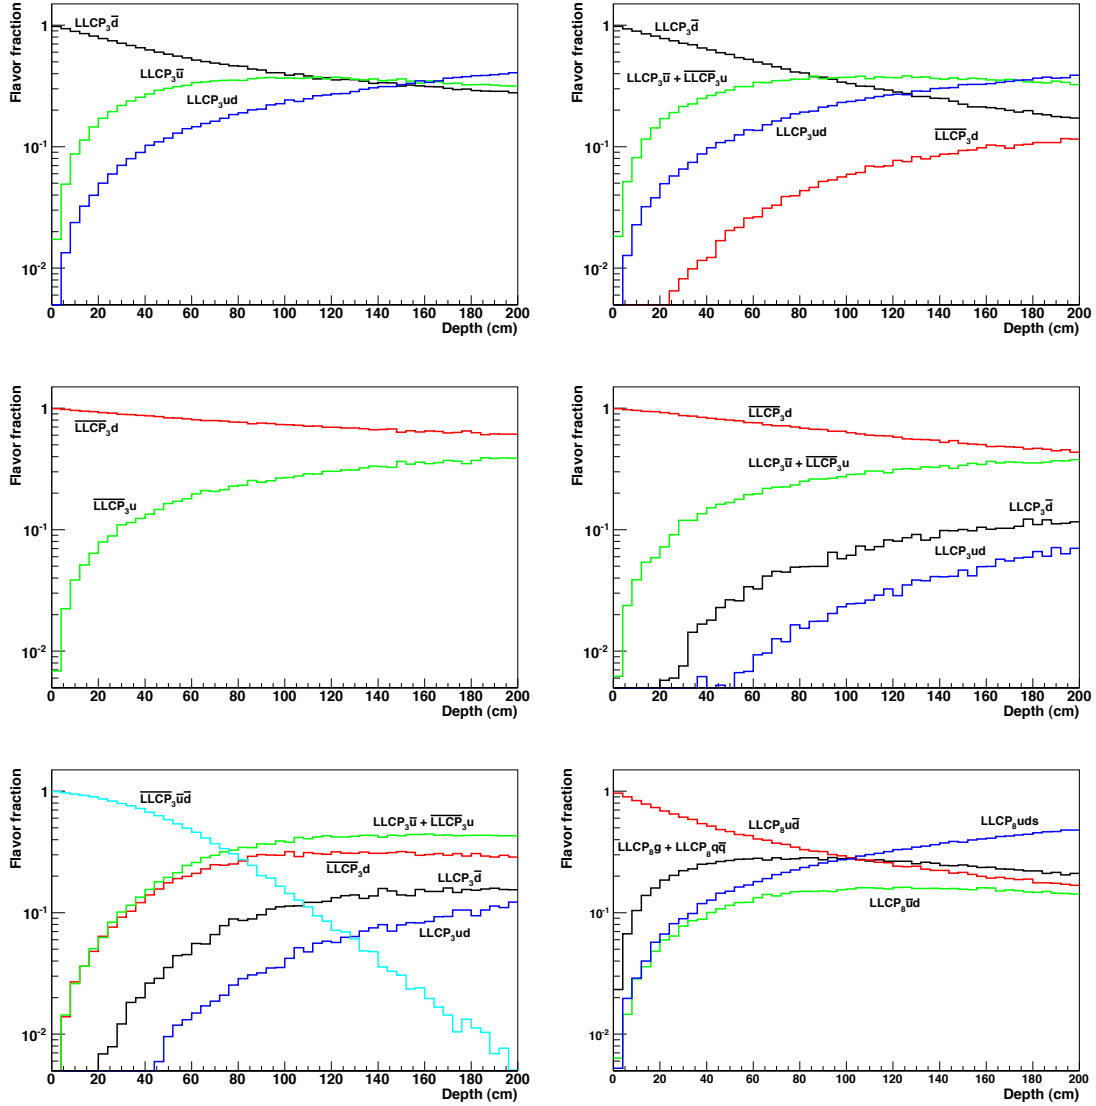 Flavor fraction
1
10⁻¹
10⁻²
LLCP₃d̅
LLCP₃u̅
LLCP₃ud
0 20 40 60 80 100 120 140 160 180 200
Depth (cm)
Flavor fraction
1
10⁻¹
10⁻²
LLCP₃d̅
LLCP₃u̅ + L̅L̅C̅P̅₃u
LLCP₃ud
L̅L̅C̅P̅₃d
0 20 40 60 80 100 120 140 160 180 200
Depth (cm)
Flavor fraction
1
10⁻¹
10⁻²
L̅L̅C̅P̅₃d
L̅L̅C̅P̅₃u
0 20 40 60 80 100 120 140 160 180 200
Depth (cm)
Flavor fraction
1
10⁻¹
10⁻²
L̅L̅C̅P̅₃d
LLCP₃u̅ + L̅L̅C̅P̅₃u
LLCP₃d̅
LLCP₃ud
0 20 40 60 80 100 120 140 160 180 200
Depth (cm)
Flavor fraction
1
10⁻¹
10⁻²
L̅L̅C̅P̅₃u̅d̅
LLCP₃u̅ + L̅L̅C̅P̅₃u
L̅L̅C̅P̅₃d
LLCP₃d̅
LLCP₃ud
0 20 40 60 80 100 120 140 160 180 200
Depth (cm)
Flavor fraction
1
10⁻¹
10⁻²
LLCP₈ud̅
LLCP₈uds
LLCP₈g + LLCP₈qq̅
LLCP₈u̅d
0 20 40 60 80 100 120 140 160 180 200
Depth (cm)